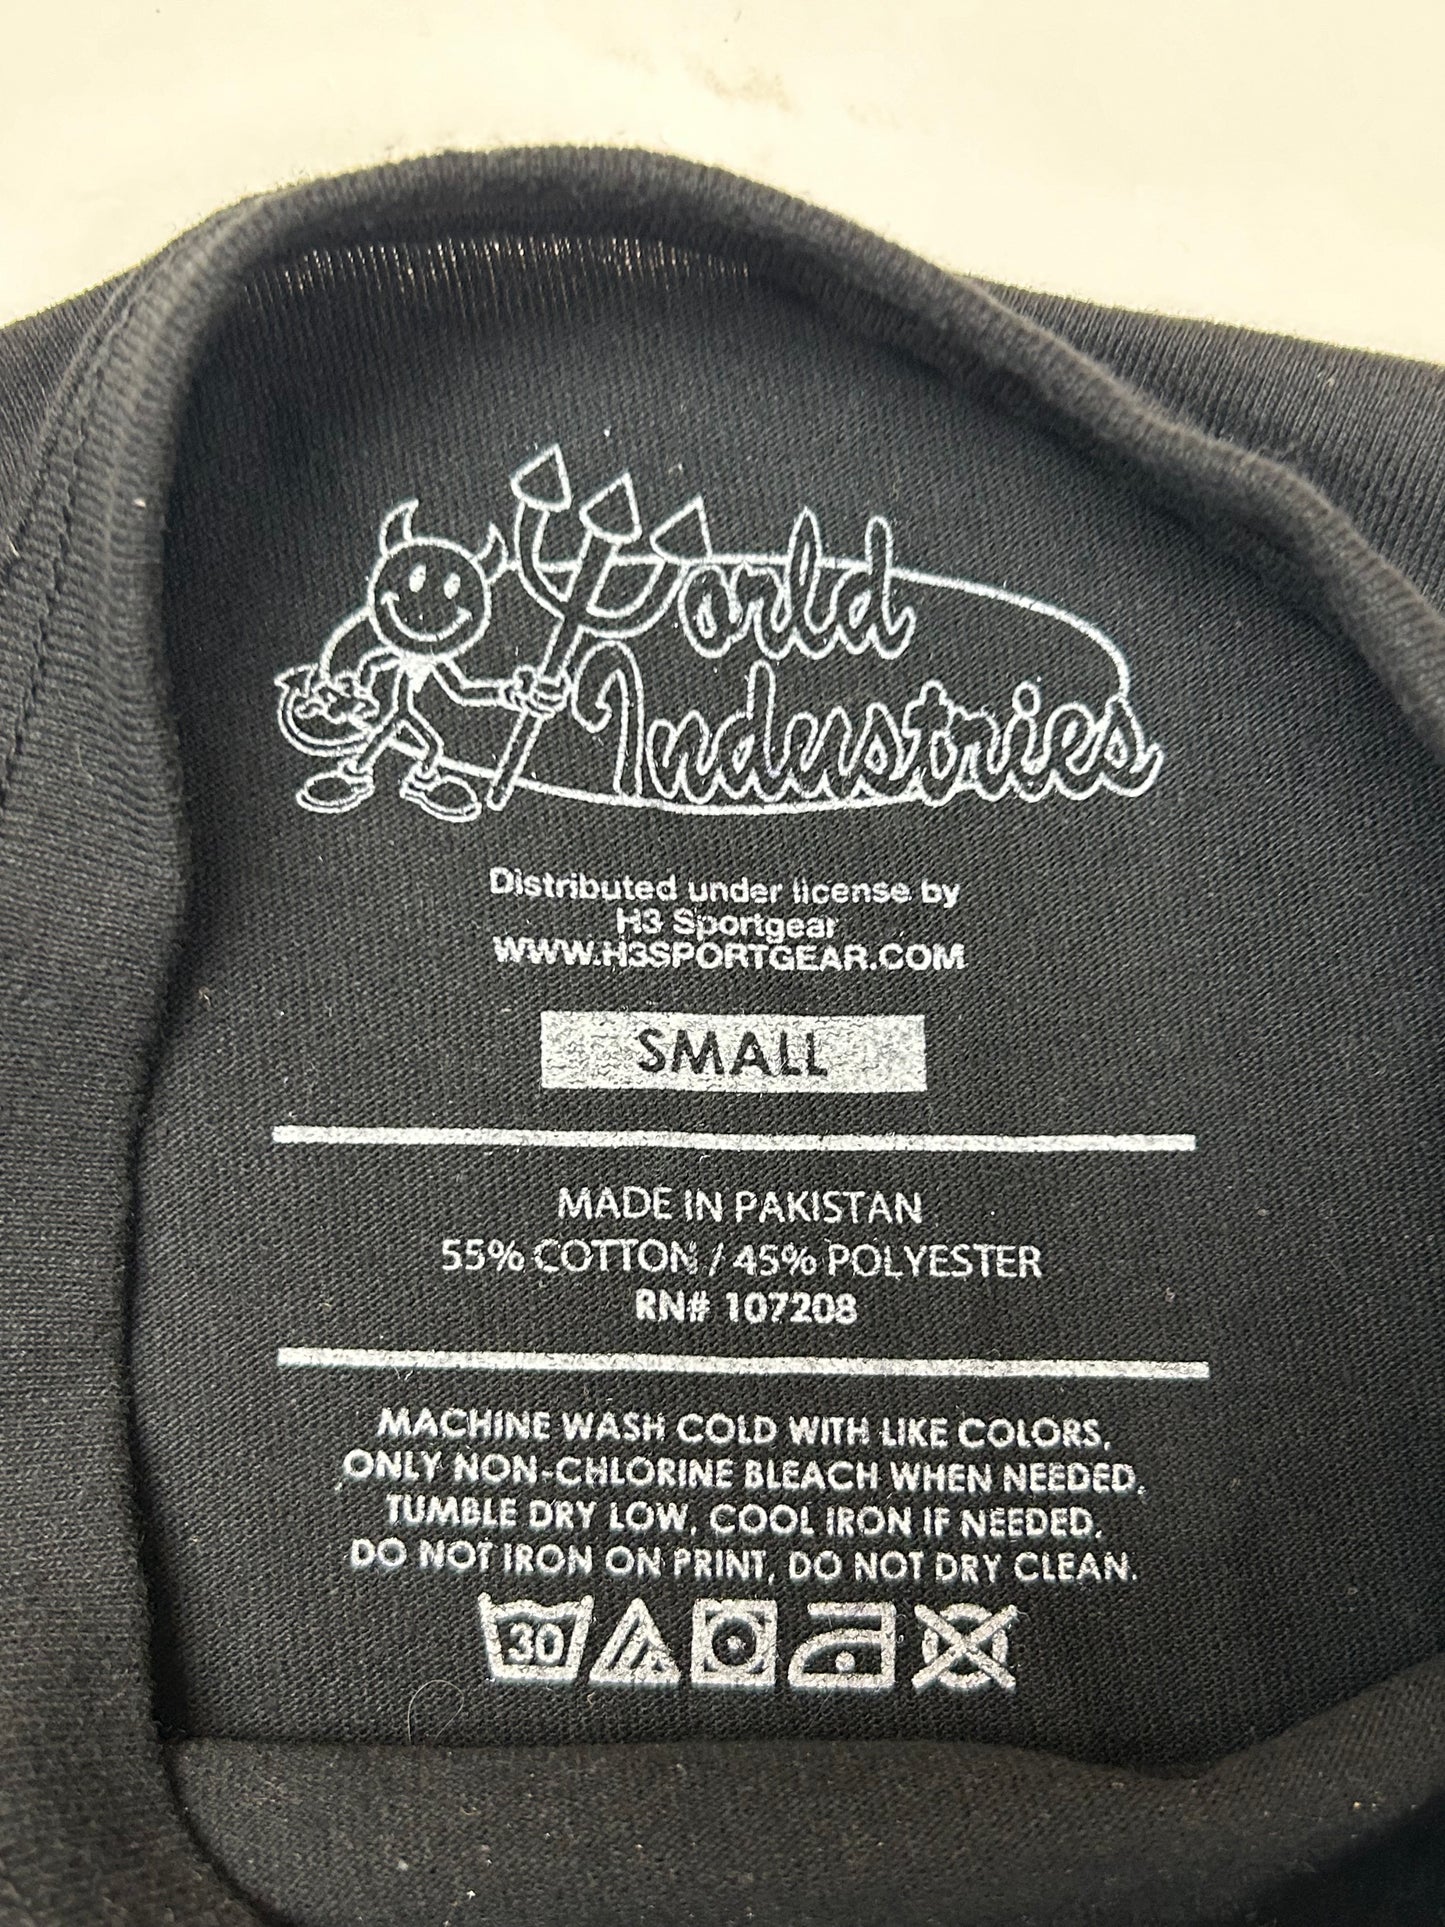 World
Industries
Distributed under license by
H3 Sportgear
WWW.H3SPORTGEAR.COM
SMALL
MADE IN PAKISTAN
55% COTTON / 45% POLYESTER
RN# 107208
MACHINE WASH COLD WITH LIKE COLORS,
ONLY NON-CHLORINE BLEACH WHEN NEEDED,
TUMBLE DRY LOW, COOL IRON IF NEEDED.
DO NOT IRON ON PRINT, DO NOT DRY CLEAN.
30